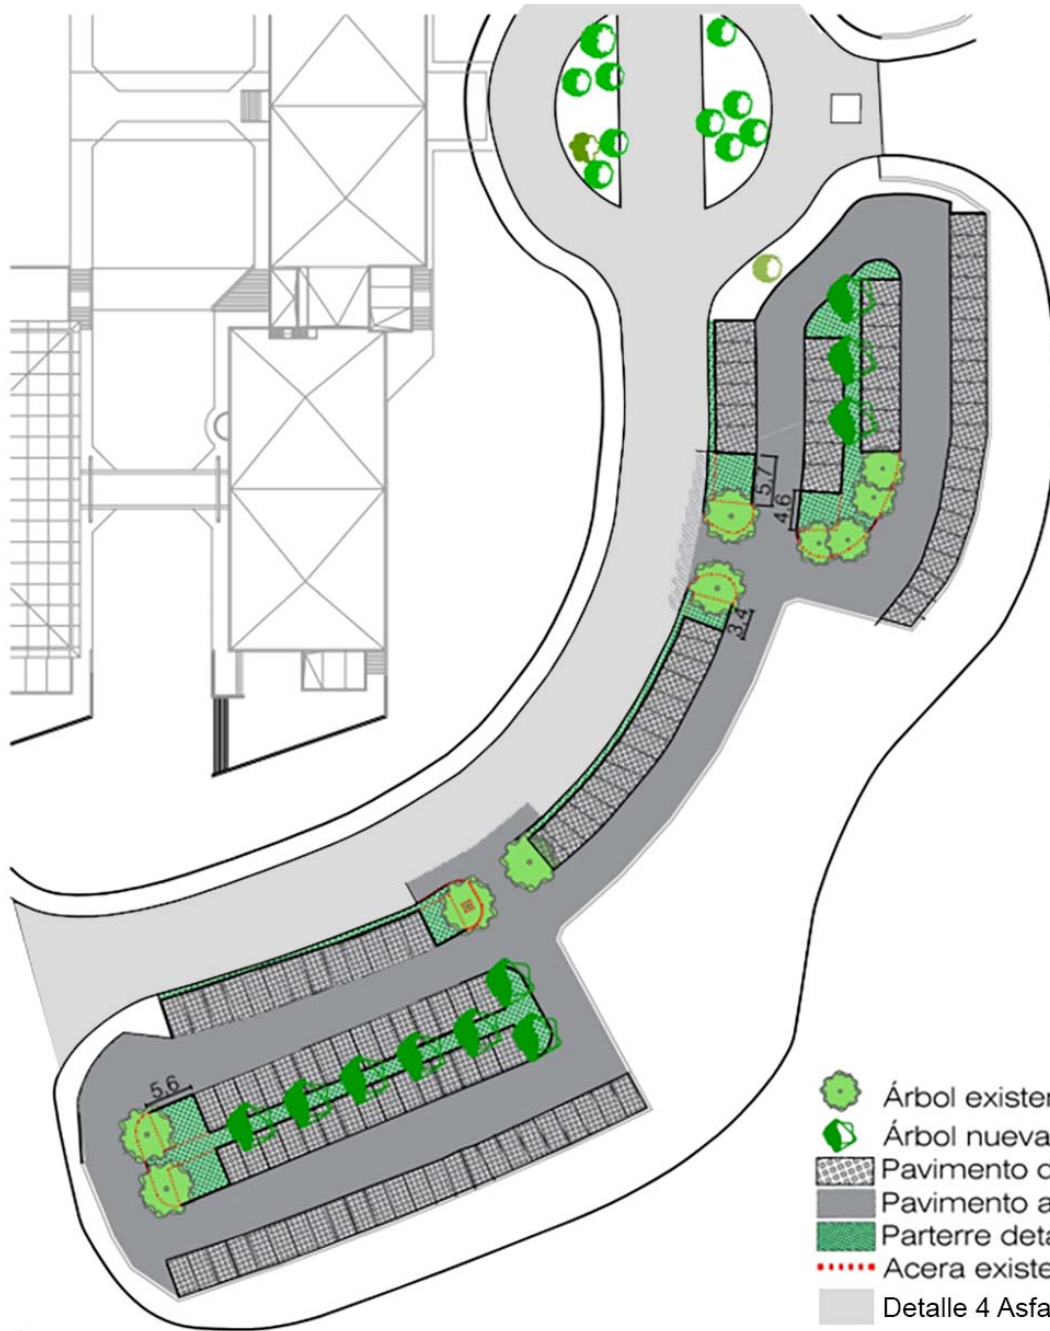 5.7
4.6
3.4
5.6
Árbol existe
Árbol nueva
Pavimento
Pavimento a
Parterre deta
Acera existe
Detalle 4 Asfa